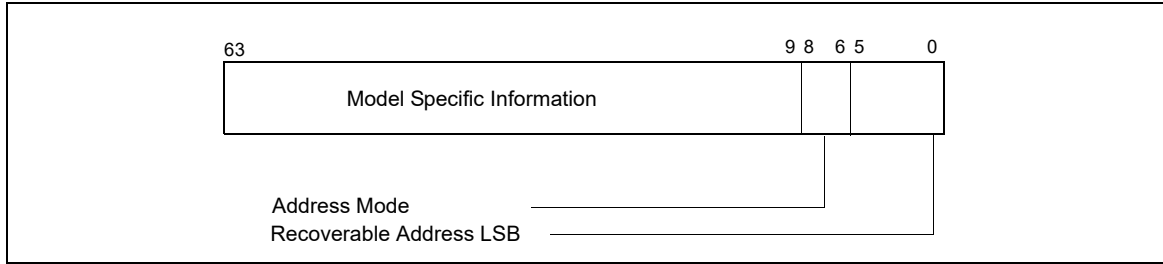 63 9 8 6 5 0
Model Specific Information
Address Mode
Recoverable Address LSB